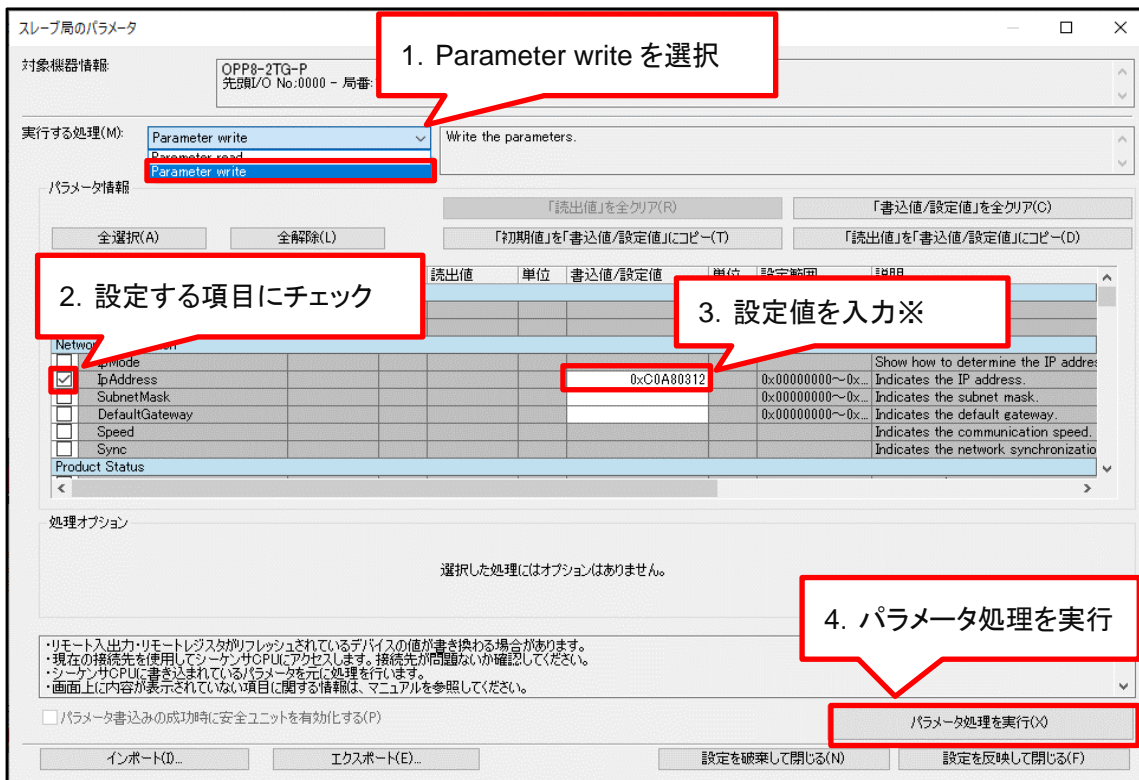 スレーブ局のパラメータ
1. Parameter write を選択
対象機器情報:
OPP8-2TG-P
先頭I/O No:0000 - 局番:
実行する処理(M):
Parameter write
Write the parameters.
Parameter read
Parameter write
パラメータ情報
「読出値」を全クリア(R)
「書込値/設定値」を全クリア(C)
全選択(A)
全解除(L)
「初期値」を「書込値/設定値」にコピー(T)
「読出値」を「書込値/設定値」にコピー(D)
読出値
単位
書込値/設定値
単位
設定範囲
説明
2. 設定する項目にチェック
3. 設定値を入力※
IpMode
Show how to determine the IP addres
IpAddress
0xC0A80312
0x00000000～0x...
Indicates the IP address.
SubnetMask
0x00000000～0x...
Indicates the subnet mask.
DefaultGateway
0x00000000～0x...
Indicates the default gateway.
Speed
Indicates the communication speed.
Sync
Indicates the network synchronizatio
Product Status
処理オプション
選択した処理にはオプションはありません。
4. パラメータ処理を実行
・リモート入出力・リモートレジスタがリフレッシュされているデバイスの値が書き換わる場合があります。
・現在の接続先を使用してシーケンサCPUにアクセスします。接続先が問題ないか確認してください。
・シーケンサCPUに書き込まれているパラメータを元に処理を行います。
・画面上に内容が表示されていない項目に関する情報は、マニュアルを参照してください。
パラメータ書込みの成功時に安全ユニットを有効化する(P)
パラメータ処理を実行(X)
インポート(I)...
エクスポート(E)...
設定を破棄して閉じる(N)
設定を反映して閉じる(F)